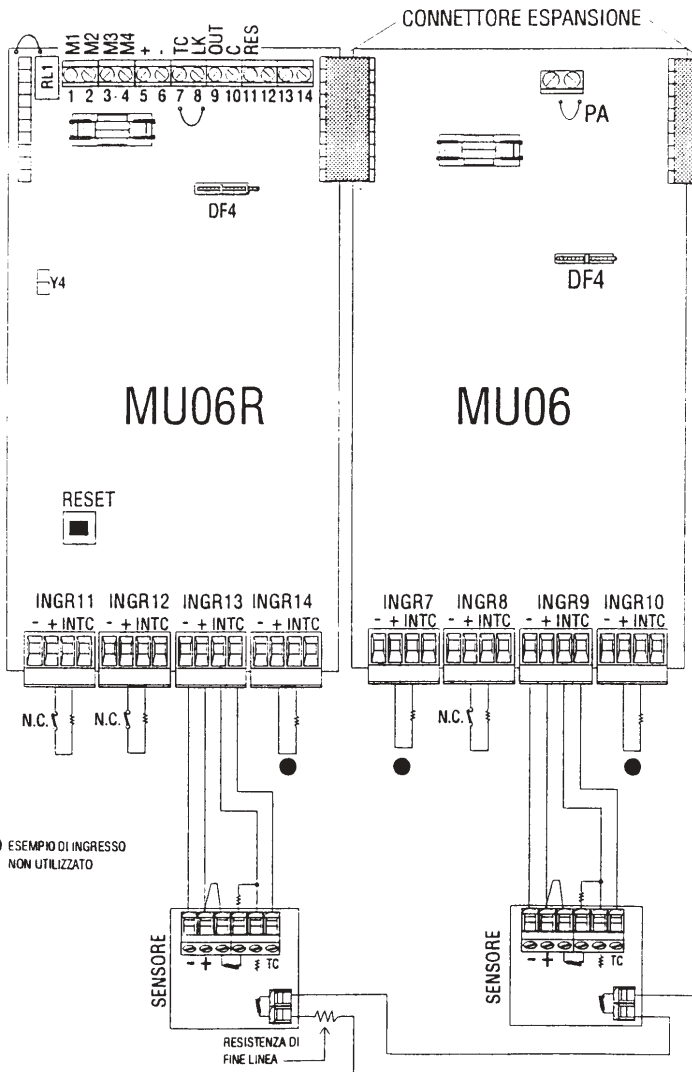 CONNETTORE ESPANSIONE
RL1
M1 M2 M3 M4 + - TC LK OUT C RES
1 2 3 4 5 6 7 8 9 10 11 12 13 14
PA
DF4
DF4
Y4
MU06R
MU06
RESET
INGR11 INGR12 INGR13 INGR14
- + INTC - + INTC - + INTC - + INTC
INGR7 INGR8 INGR9 INGR10
- + INTC - + INTC - + INTC - + INTC
N.C. N.C. N.C.
ESEMPIO DI INGRESSO
NON UTILIZZATO
SENSORE
- + TC
SENSORE
- + TC
RESISTENZA DI
FINE LINEA